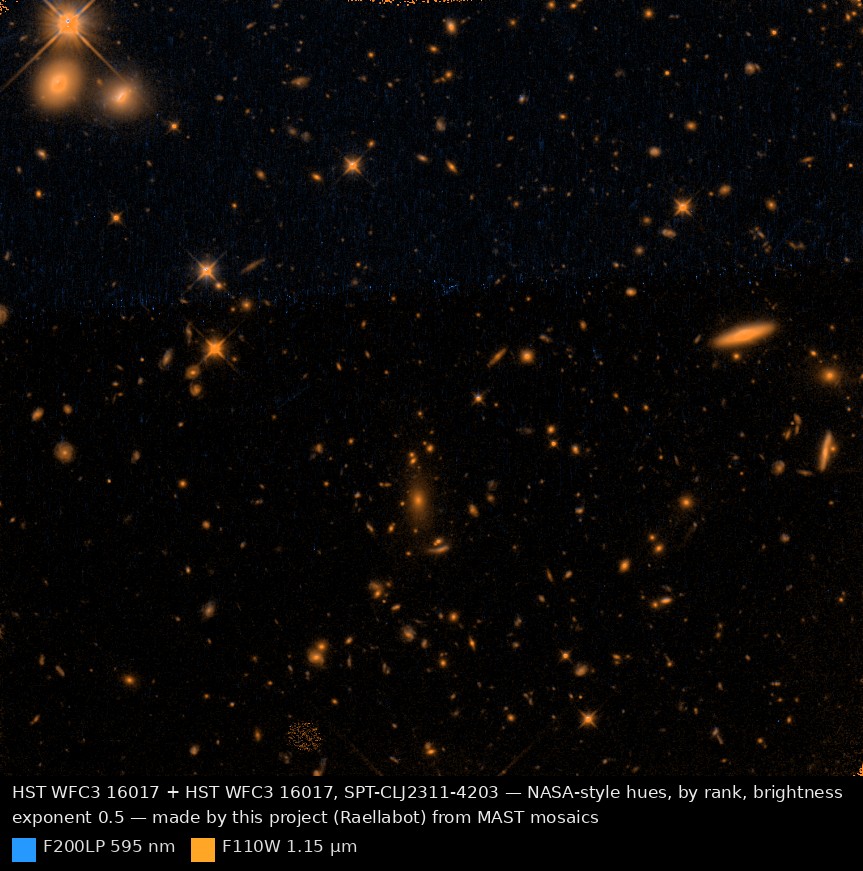 HST WFC3 16017 + HST WFC3 16017, SPT-CLJ2311-4203 — NASA-style hues, by rank, brightness
exponent 0.5 — made by this project (Raellabot) from MAST mosaics
F200LP 595 nm F110W 1.15 µm